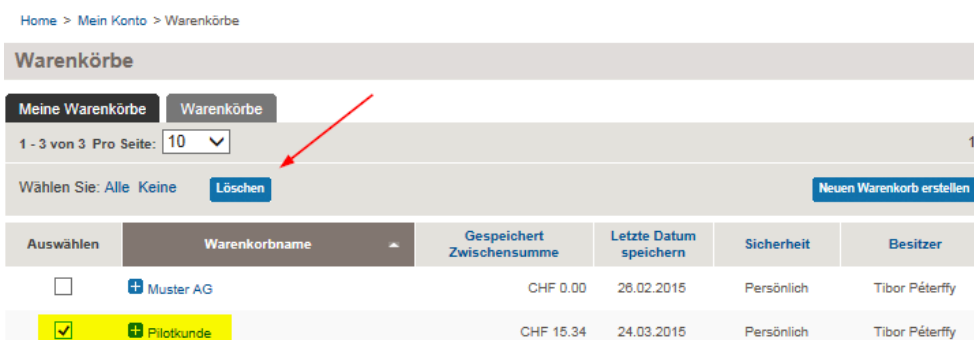 Home > Mein Konto > Warenkörbe
Warenkörbe
Meine Warenkörbe Warenkörbe
1 - 3 von 3 Pro Seite: 10 1
Wählen Sie: Alle Keine Löschen Neuen Warenkorb erstellen
Auswählen Warenkorbname Gespeichert Zwischensumme Letzte Datum speichern Sicherheit Besitzer
Muster AG CHF 0.00 26.02.2015 Persönlich Tibor Péterffy
Pilotkunde CHF 15.34 24.03.2015 Persönlich Tibor Péterffy